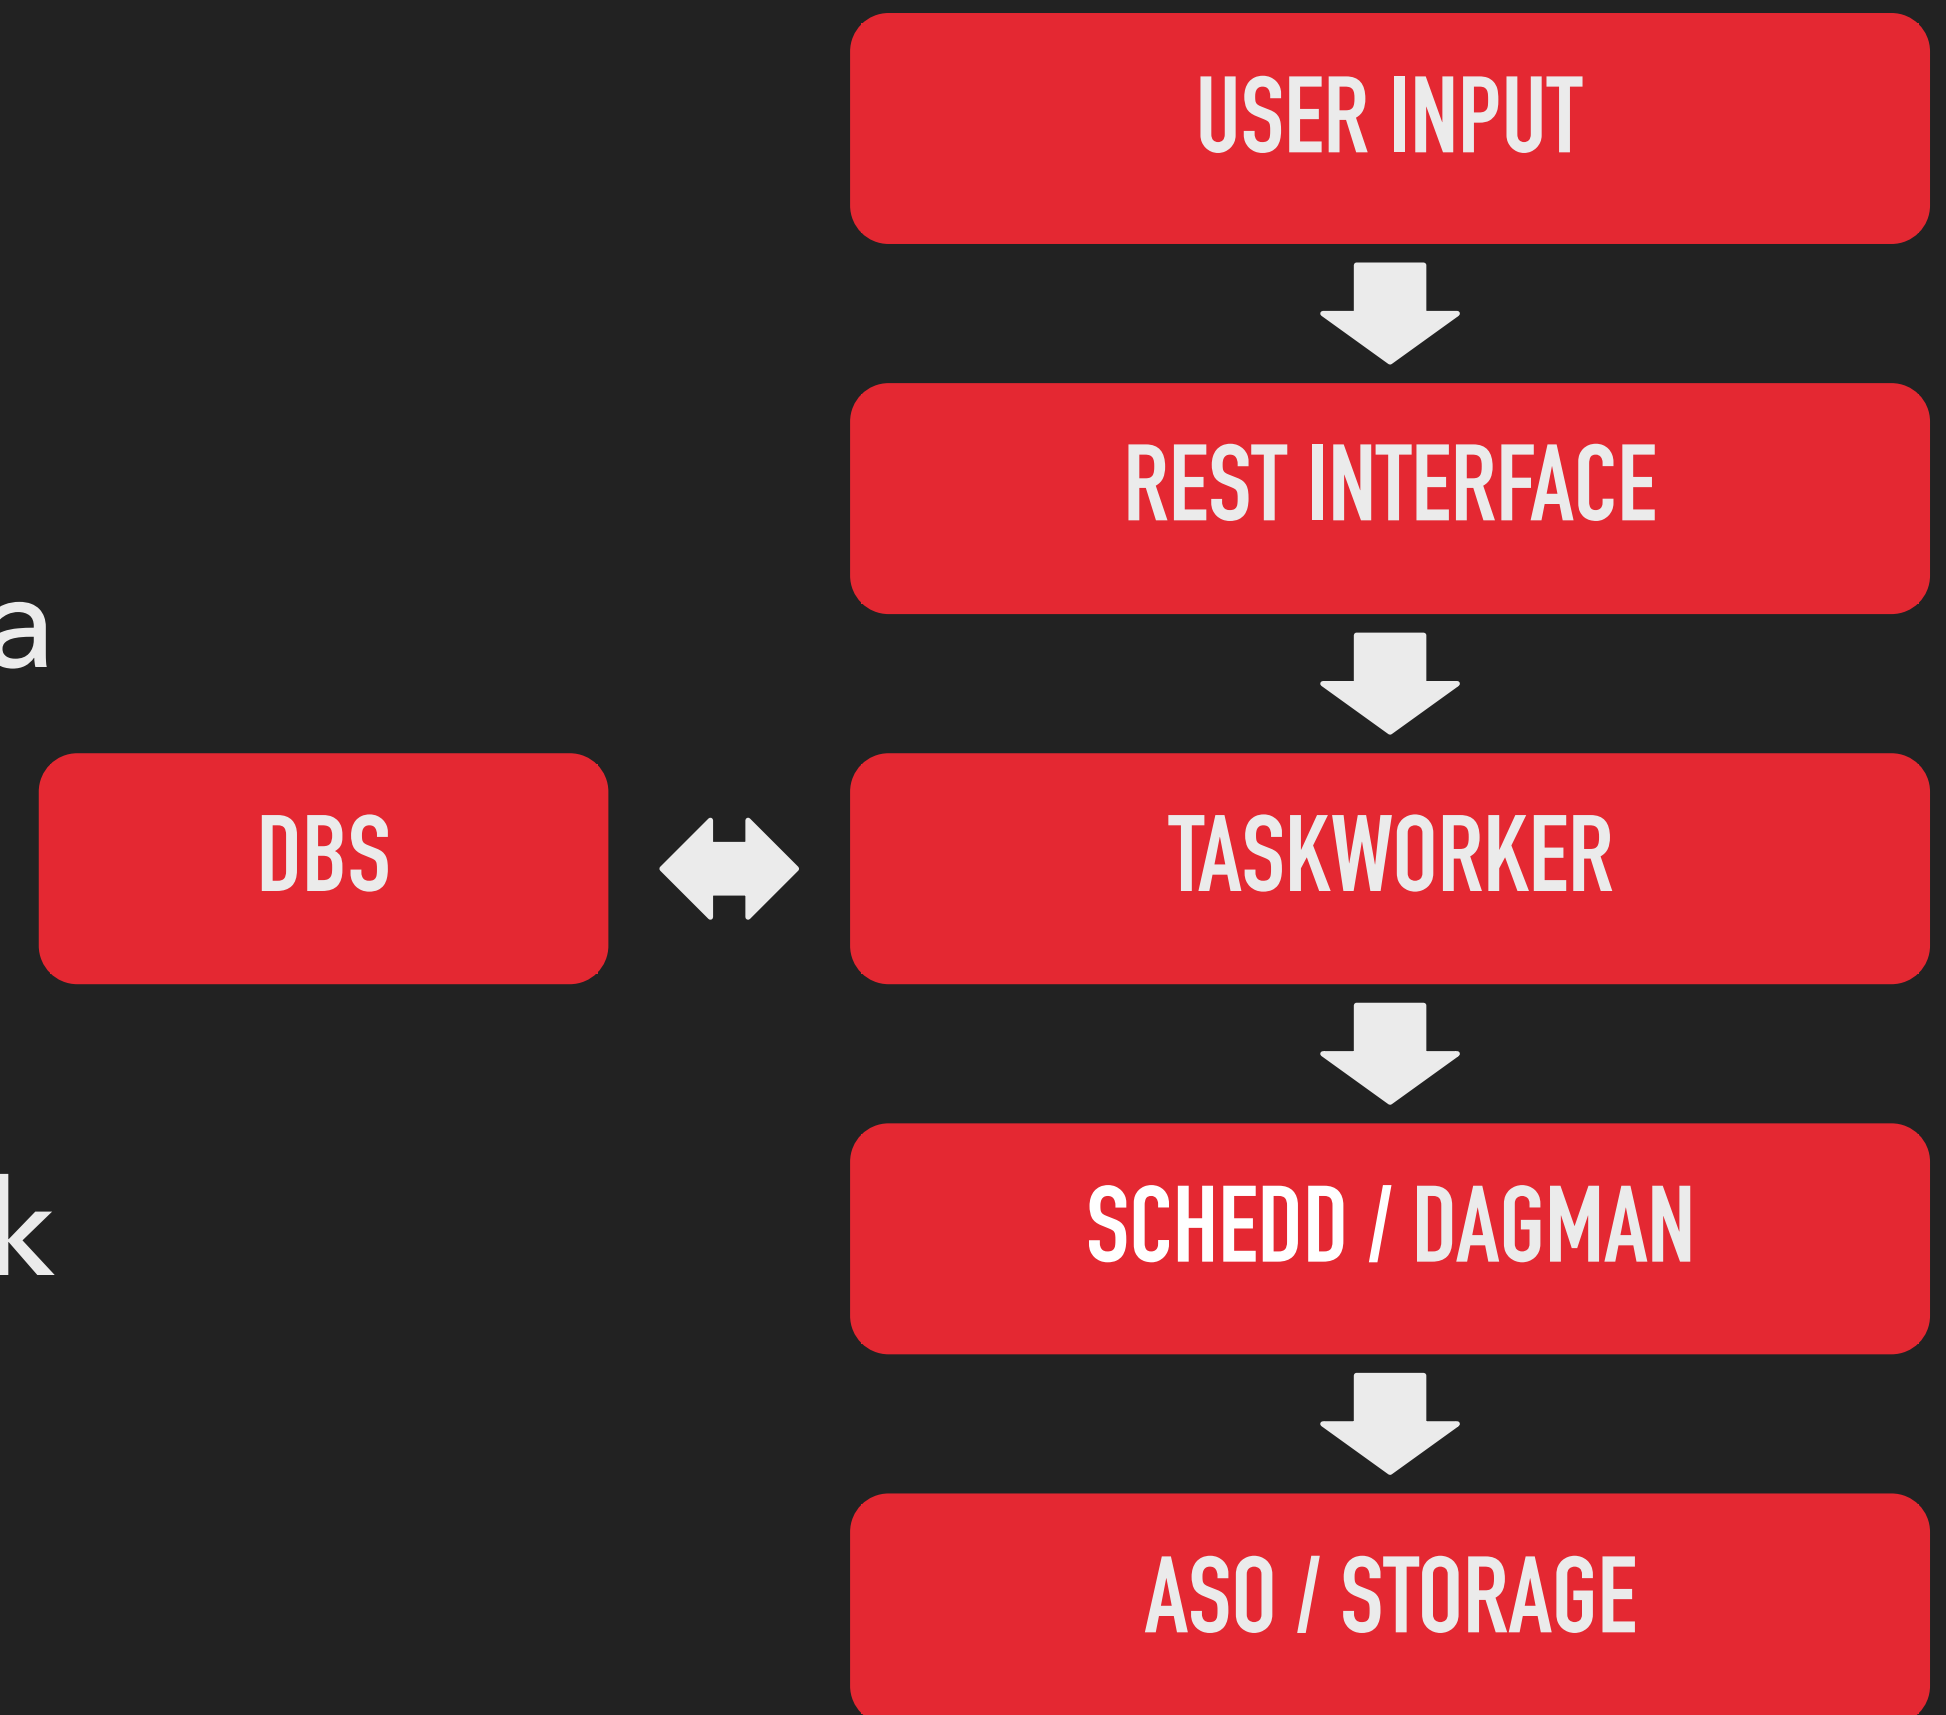 USER INPUT
REST INTERFACE
a
DBS
TASKWORKER
k
SCHEDD / DAGMAN
ASO / STORAGE